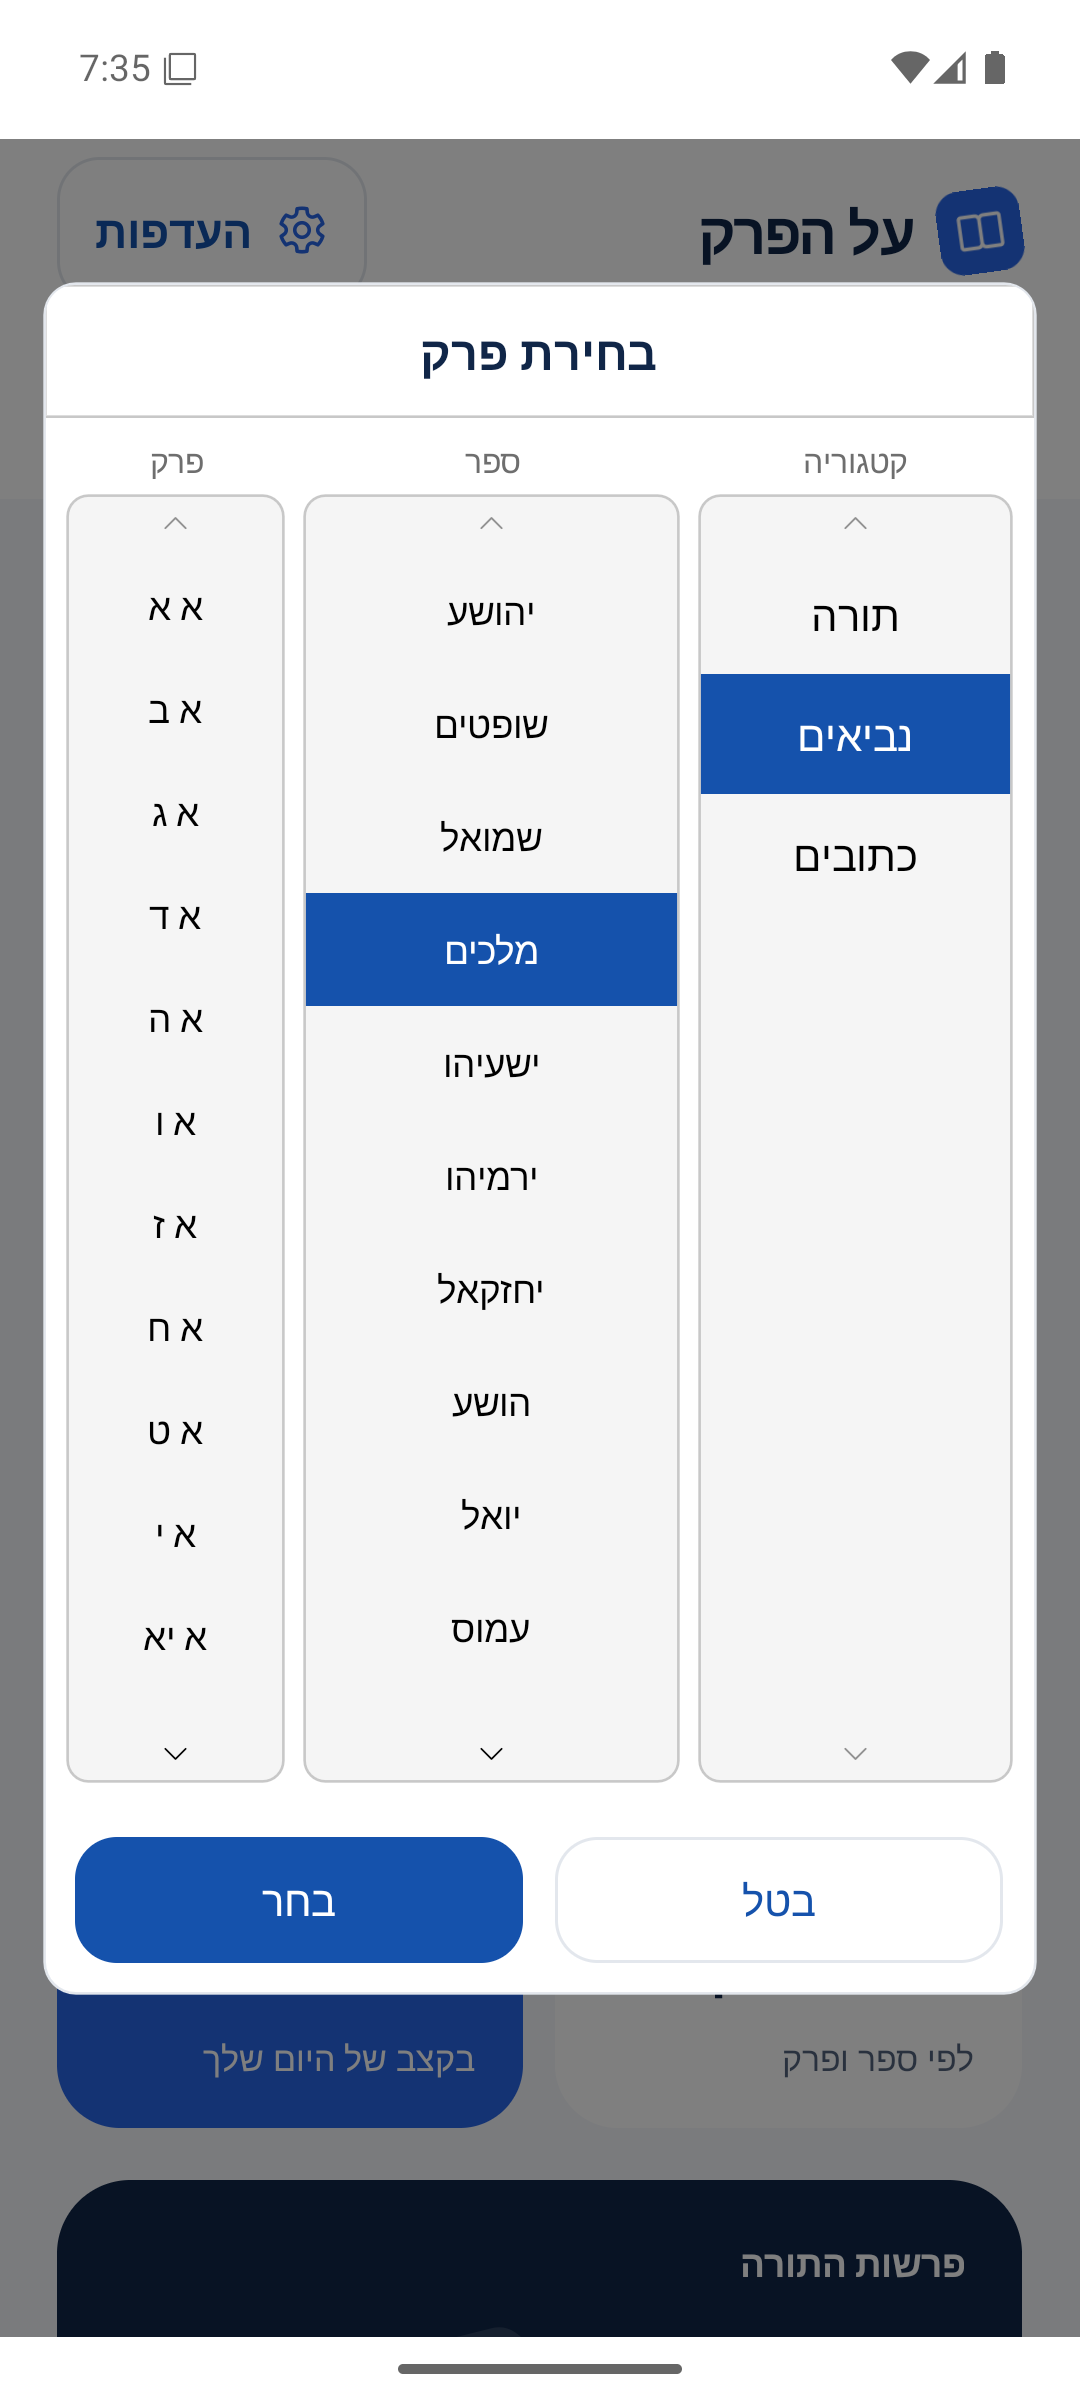 7:35
על הפרק
העדפות
בחירת פרק
קטגוריה
ספר
פרק
תורה
נביאים
כתובים
יהושע
שופטים
שמואל
מלכים
ישעיהו
ירמיהו
יחזקאל
הושע
יואל
עמוס
א א
א ב
א ג
א ד
א ה
א ו
א ז
א ח
א ט
א י
א יא
בטל
בחר
לפי ספר ופרק
בקצב של היום שלך
פרשות התורה